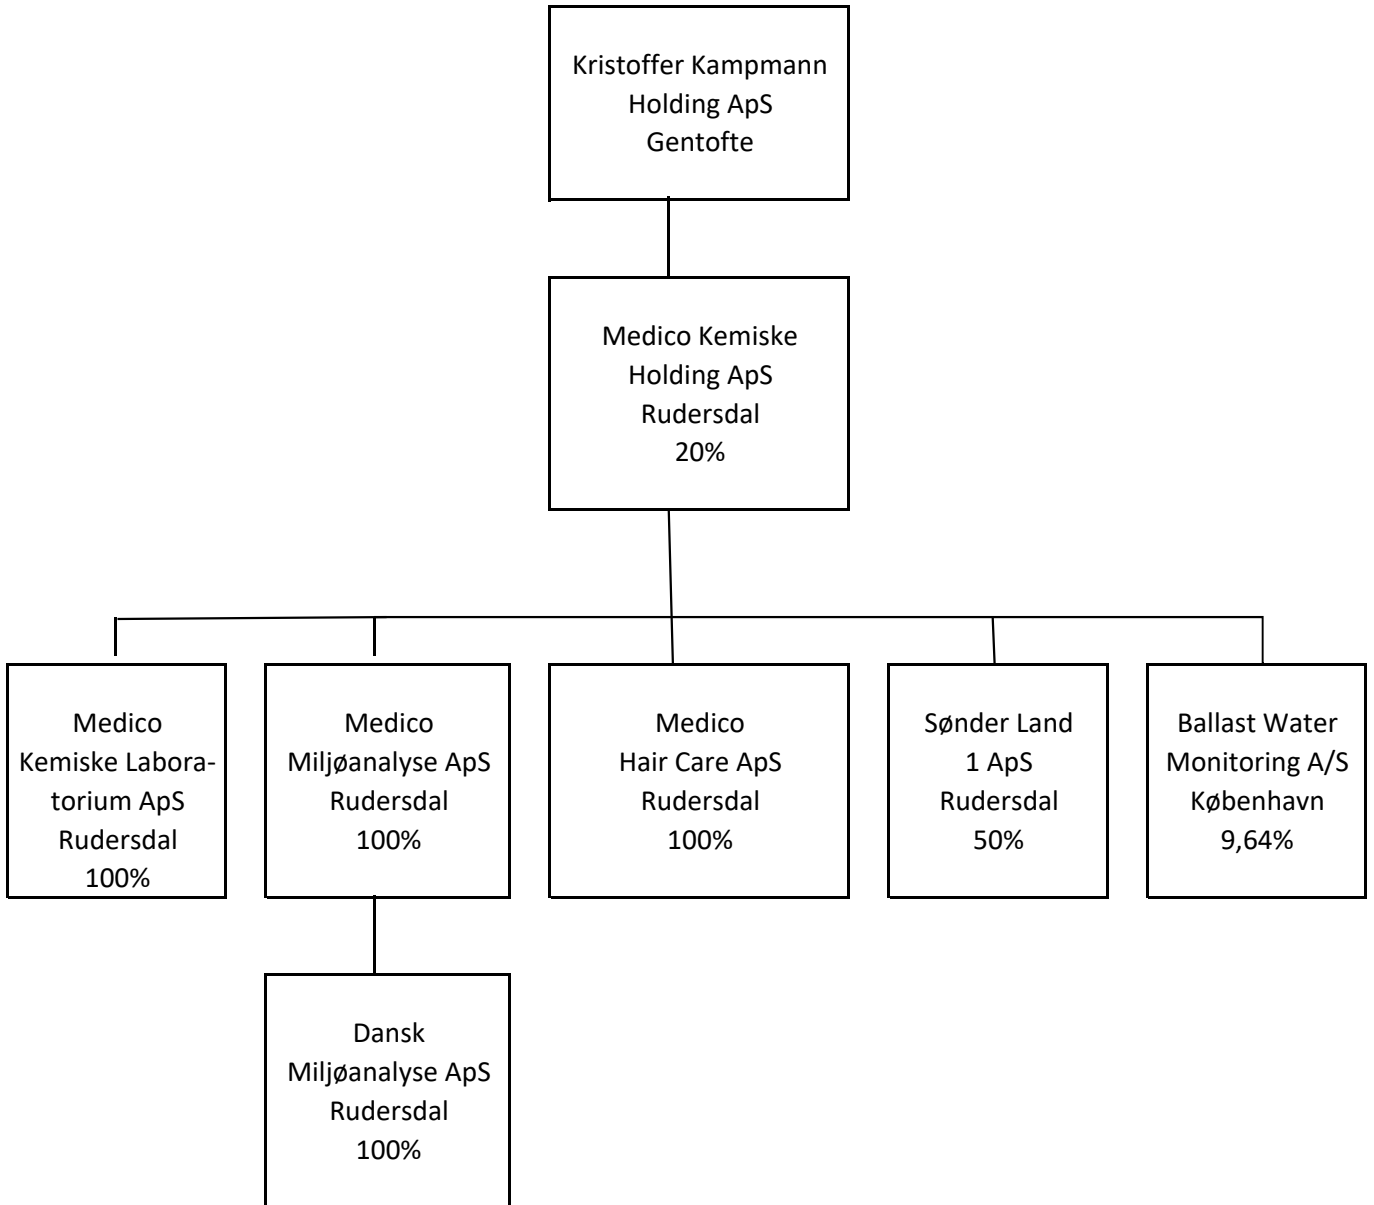 Kristoffer Kampmann
Holding ApS
Gentofte
Medico Kemiske
Holding ApS
Rudersdal
20%
Medico
Kemiske Labora-
torium ApS
Rudersdal
100%
Medico
Miljøanalyse ApS
Rudersdal
100%
Medico
Hair Care ApS
Rudersdal
100%
Sønder Land
1 ApS
Rudersdal
50%
Ballast Water
Monitoring A/S
København
9,64%
Dansk
Miljøanalyse ApS
Rudersdal
100%